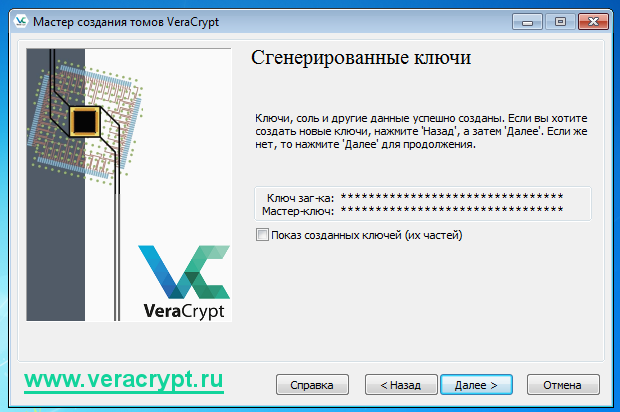 Мастер создания томов VeraCrypt
Сгенерированные ключи
Ключи, соль и другие данные успешно созданы. Если вы хотите
создать новые ключи, нажмите 'Назад', а затем 'Далее'. Если же
нет, то нажмите 'Далее' для продолжения.
Ключ заг-ка: ********************************
Мастер-ключ: ********************************
Показ созданных ключей (их частей)
VeraCrypt
www.veracrypt.ru
Справка
< Назад
Далее >
Отмена